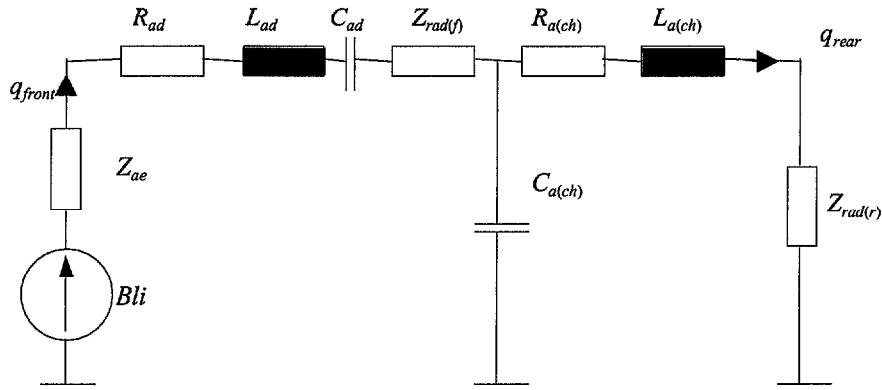 R_ad L_ad C_ad Z_rad(f) R_a(ch) L_a(ch) q_rear
q_front
Z_ae
C_a(ch)
Z_rad(r)
Bli